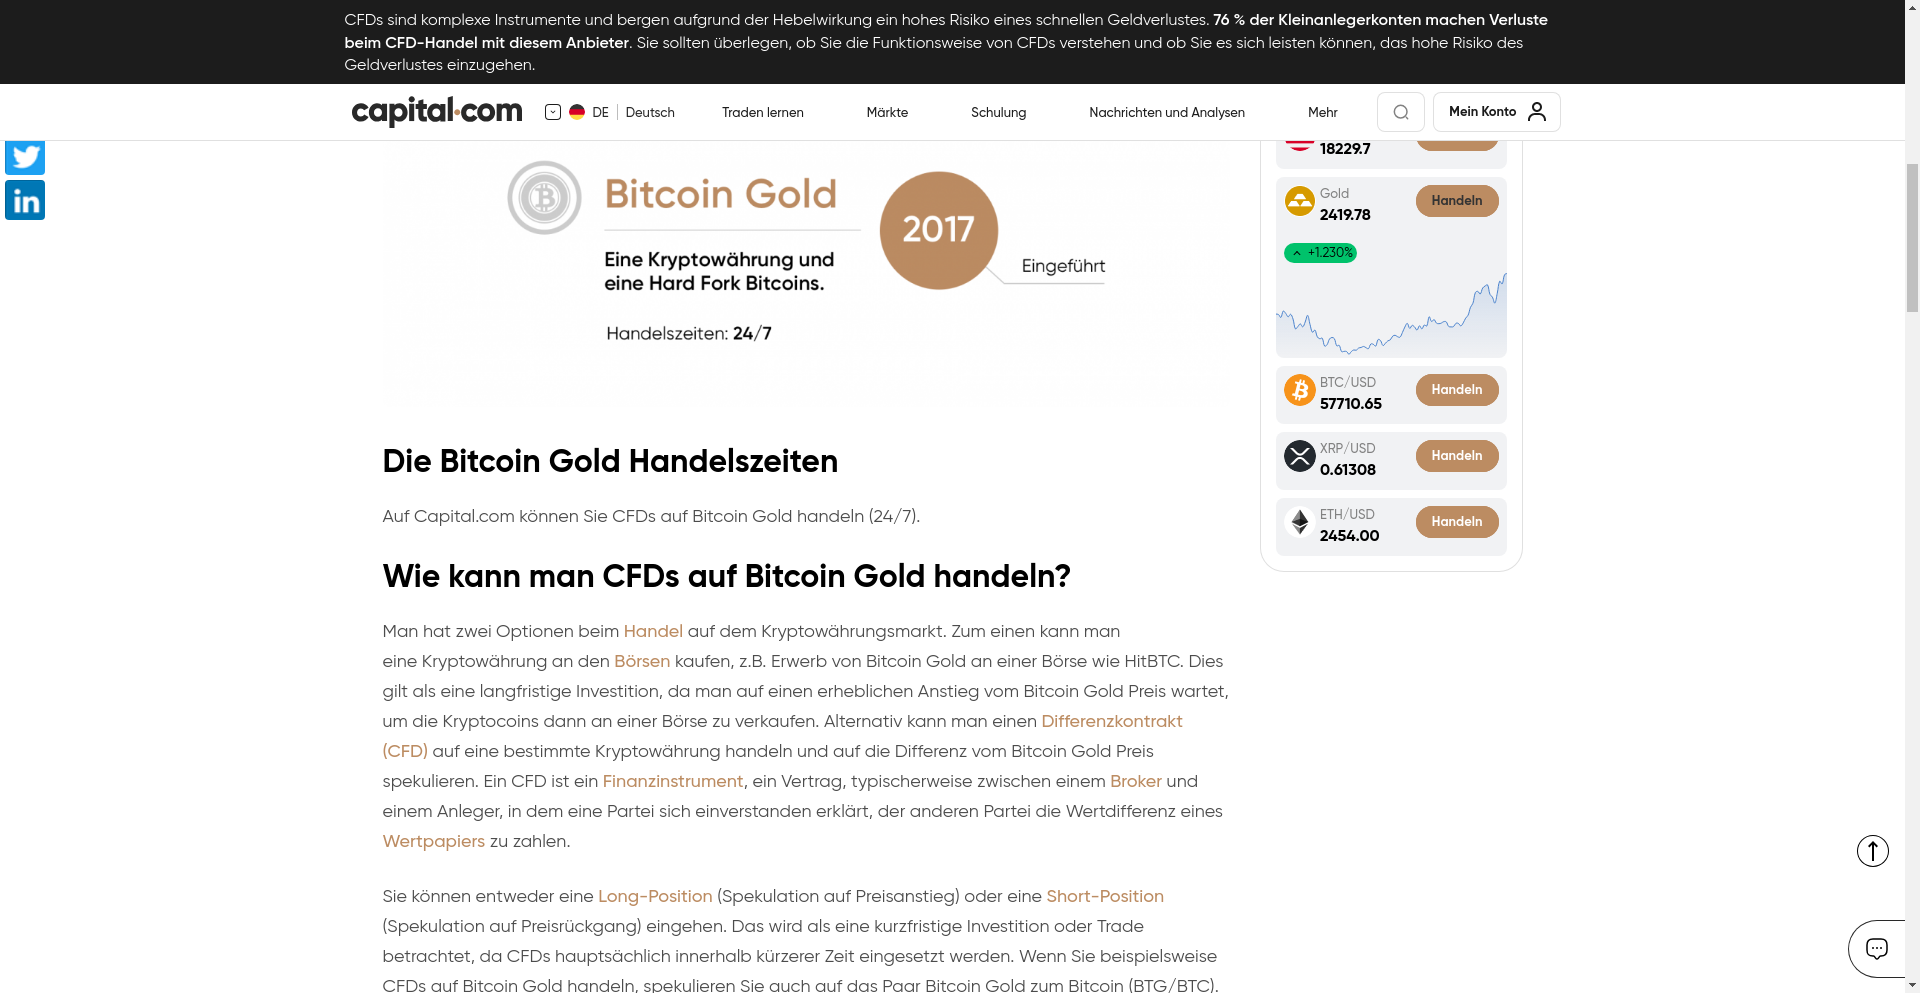 CFDs sind komplexe Instrumente und bergen aufgrund der Hebelwirkung ein hohes Risiko eines schnellen Geldverlustes. 76 % der Kleinanlegerkonten machen Verluste
beim CFD-Handel mit diesem Anbieter. Sie sollten überlegen, ob Sie die Funktionsweise von CFDs verstehen und ob Sie es sich leisten können, das hohe Risiko des
Geldverlustes einzugehen.
capital.com
DE | Deutsch
Traden lernen
Märkte
Schulung
Nachrichten und Analysen
Mehr
Mein Konto
in
Bitcoin Gold
Eine Kryptowährung und
eine Hard Fork Bitcoins.
Handelszeiten: 24/7
2017
Eingeführt
Die Bitcoin Gold Handelszeiten
Auf Capital.com können Sie CFDs auf Bitcoin Gold handeln (24/7).
Wie kann man CFDs auf Bitcoin Gold handeln?
Man hat zwei Optionen beim Handel auf dem Kryptowährungsmarkt. Zum einen kann man
eine Kryptowährung an den Börsen kaufen, z.B. Erwerb von Bitcoin Gold an einer Börse wie HitBTC. Dies
gilt als eine langfristige Investition, da man auf einen erheblichen Anstieg vom Bitcoin Gold Preis wartet,
um die Kryptocoins dann an einer Börse zu verkaufen. Alternativ kann man einen Differenzkontrakt
(CFD) auf eine bestimmte Kryptowährung handeln und auf die Differenz vom Bitcoin Gold Preis
spekulieren. Ein CFD ist ein Finanzinstrument, ein Vertrag, typischerweise zwischen einem Broker und
einem Anleger, in dem eine Partei sich einverstanden erklärt, der anderen Partei die Wertdifferenz eines
Wertpapiers zu zahlen.
Sie können entweder eine Long-Position (Spekulation auf Preisanstieg) oder eine Short-Position
(Spekulation auf Preisrückgang) eingehen. Das wird als eine kurzfristige Investition oder Trade
betrachtet, da CFDs hauptsächlich innerhalb kürzerer Zeit eingesetzt werden. Wenn Sie beispielsweise
CFDs auf Bitcoin Gold handeln, spekulieren Sie auch auf das Paar Bitcoin Gold zum Bitcoin (BTG/BTC).
18229.7
Gold
2419.78
Handeln
+1.230%
BTC/USD
57710.65
Handeln
XRP/USD
0.61308
Handeln
ETH/USD
2454.00
Handeln